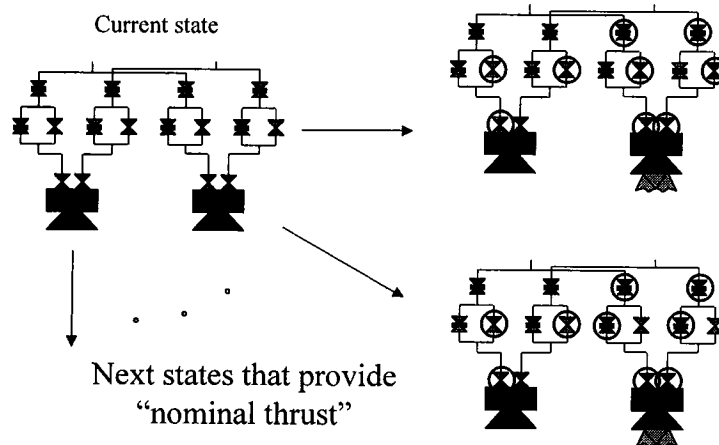 Current state
Next states that provide
“nominal thrust”